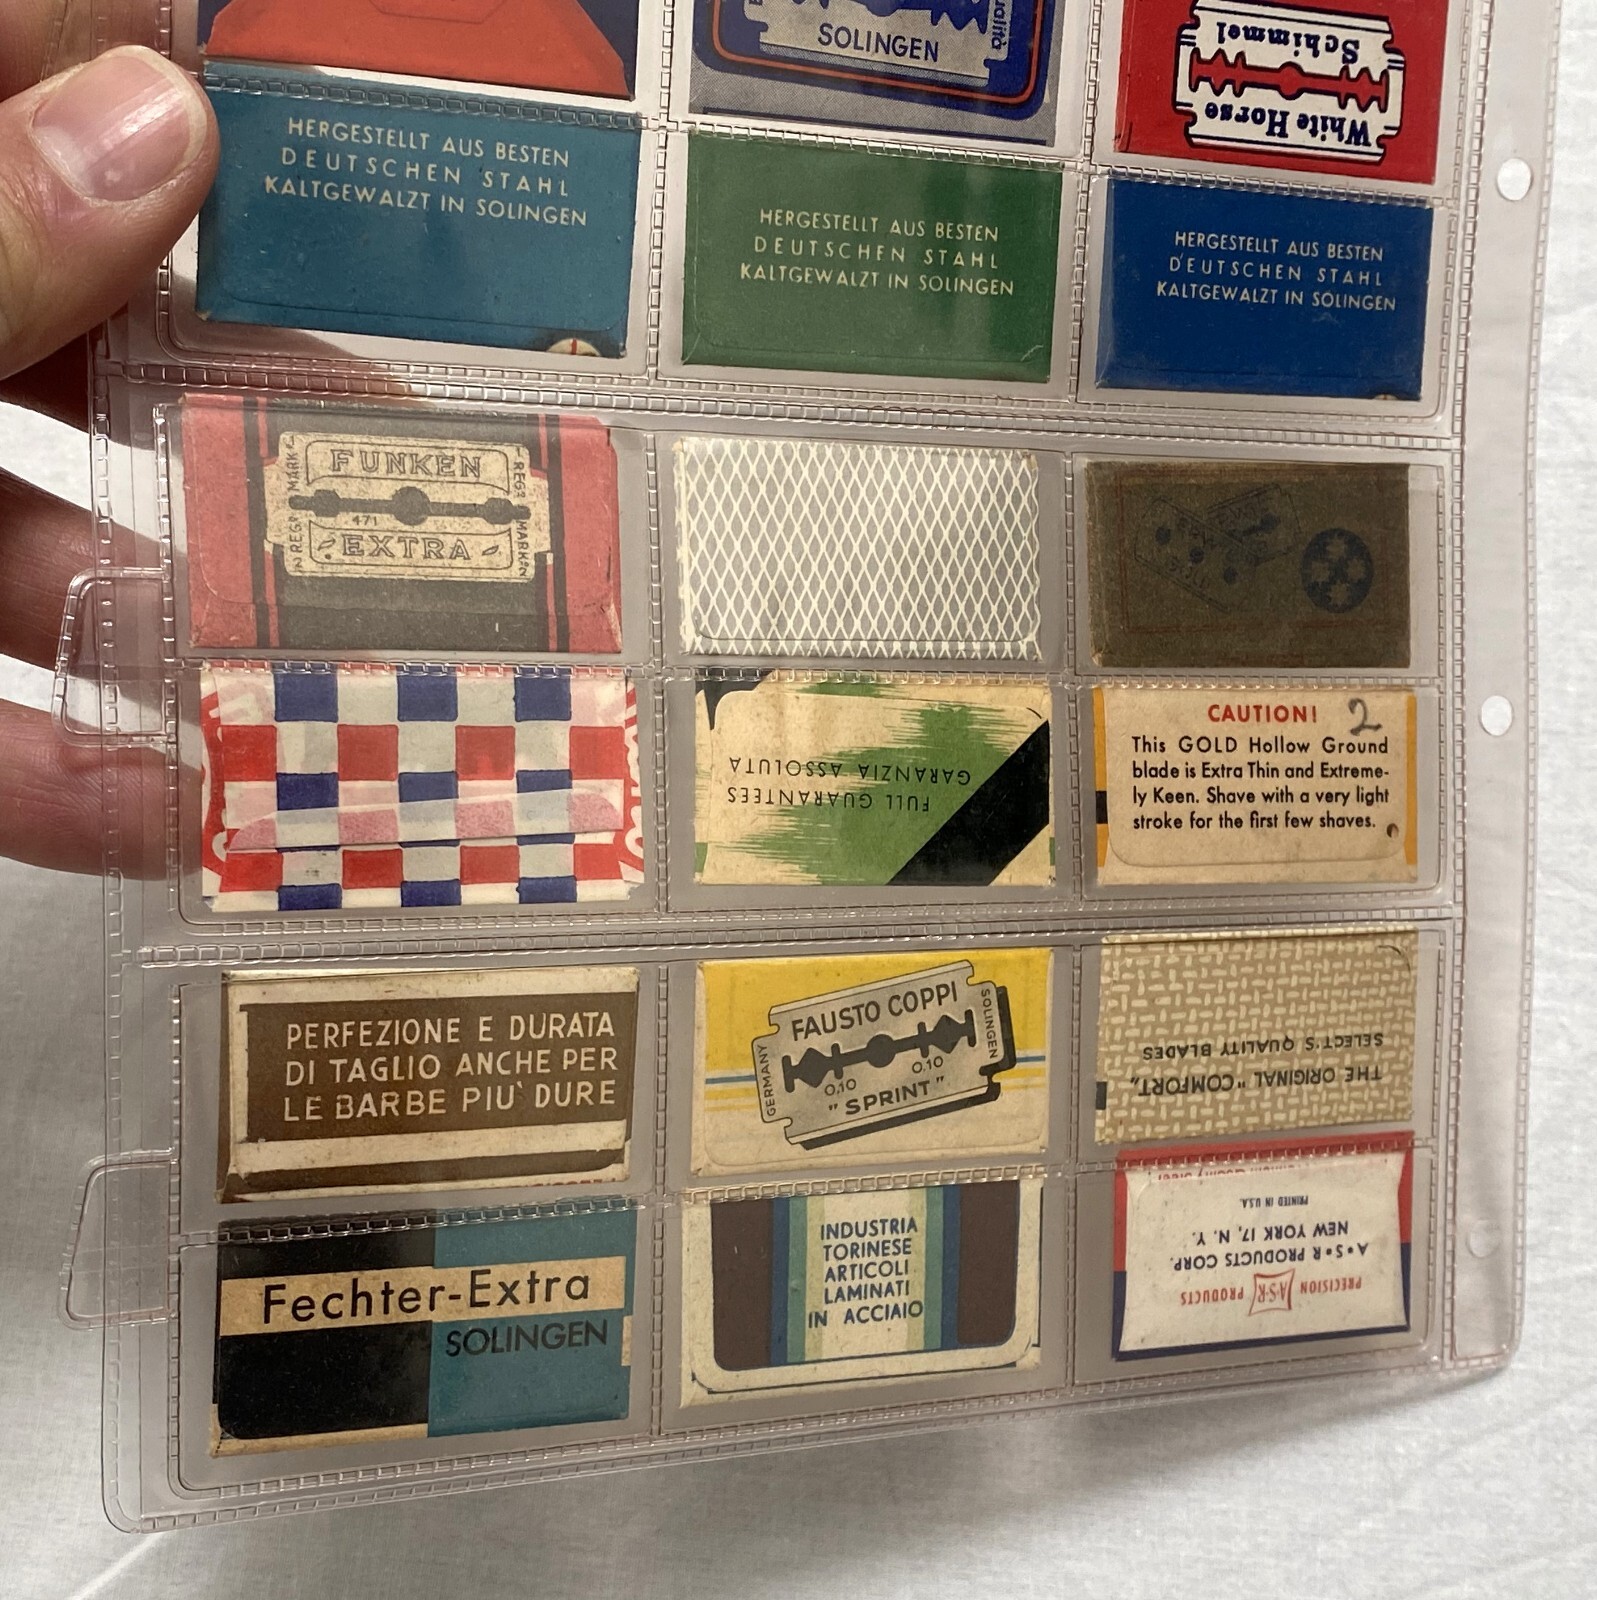 SOLINGEN
White Horse
Schimmel
HERGESTELLT AUS BESTEN
DEUTSCHEN STAHL
KALTGEWALZT IN SOLINGEN
HERGESTELLT AUS BESTEN
DEUTSCHEN STAHL
KALTGEWALZT IN SOLINGEN
HERGESTELLT AUS BESTEN
DEUTSCHEN STAHL
KALTGEWALZT IN SOLINGEN
FUNKEN
471
EXTRA
FULL GUARANTEES
GARANZIA ASSOLUTA
CAUTION! 2
This GOLD Hollow Ground
blade is Extra Thin and Extreme-
ly Keen. Shave with a very light
stroke for the first few shaves.
PERFEZIONE E DURATA
DI TAGLIO ANCHE PER
LE BARBE PIU` DURE
FAUSTO COPPI
GERMANY
SOLINGEN
0,10 0.10
"SPRINT"
THE ORIGINAL "COMFORT"
SELECT'S QUALITY BLADES
Fechter-Extra
SOLINGEN
INDUSTRIA
TORINESE
ARTICOLI
LAMINATI
IN ACCIAIO
PRECISION A·S·R PRODUCTS
A•S•R PRODUCTS CORP.
NEW YORK 17, N. Y.
PRINTED IN U.S.A.